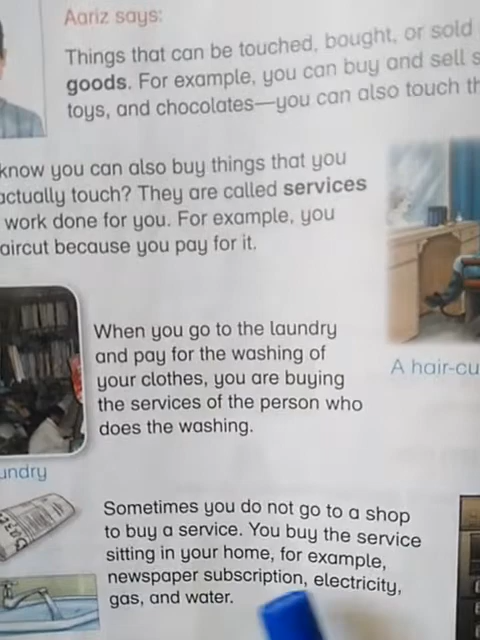 Aariz says:
Things that can be touched, bought, or sold
goods. For example, you can buy and sell
toys, and chocolates—you can also touch
know you can also buy things that you
actually touch? They are called services
work done for you. For example, you
aircut because you pay for it.
When you go to the laundry
and pay for the washing of
your clothes, you are buying
the services of the person who
does the washing.
A hair-cu
undry
Sometimes you do not go to a shop
to buy a service. You buy the service
sitting in your home, for example,
newspaper subscription, electricity,
gas, and water.